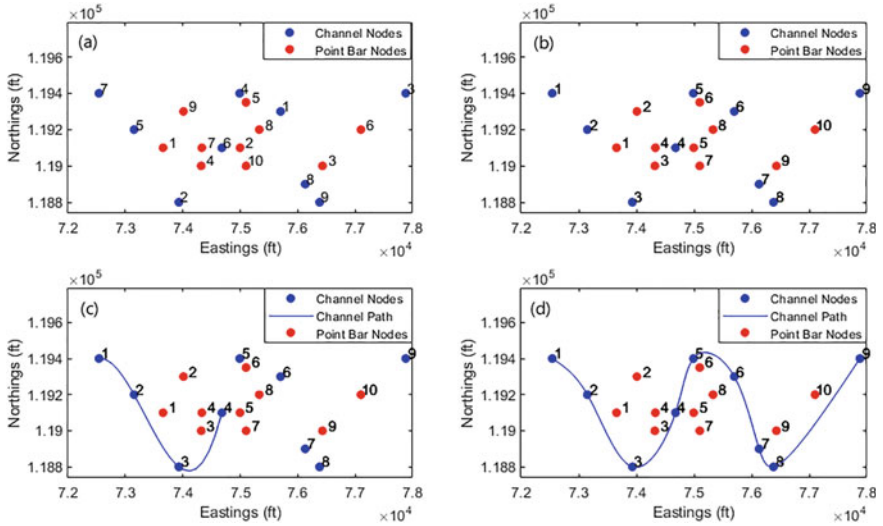 ×10⁵
(a)
Channel Nodes
Point Bar Nodes
1.196
1.194
1.192
1.19
1.188
Northings (ft)
7 4 3
5
9 1
5 8 6
1 7 6 2
4 10 3
8
2 9
7.2 7.3 7.4 7.5 7.6 7.7 7.8
Eastings (ft)
×10⁴
×10⁵
(b)
Channel Nodes
Point Bar Nodes
1.196
1.194
1.192
1.19
1.188
Northings (ft)
1 5 9
6
2 6
2 8 10
1 4 4 5
3 7 9
7
3 8
7.2 7.3 7.4 7.5 7.6 7.7 7.8
Eastings (ft)
×10⁴
×10⁵
(c)
Channel Nodes
Channel Path
Point Bar Nodes
1.196
1.194
1.192
1.19
1.188
Northings (ft)
1 5 9
6
2 6
2 8 10
1 4 4 5
3 7 9
7
3 8
7.2 7.3 7.4 7.5 7.6 7.7 7.8
Eastings (ft)
×10⁴
×10⁵
(d)
Channel Nodes
Channel Path
Point Bar Nodes
1.196
1.194
1.192
1.19
1.188
Northings (ft)
1 5 9
6
2 6
2 8 10
1 4 4 5
3 7 9
7
3 8
7.2 7.3 7.4 7.5 7.6 7.7 7.8
Eastings (ft)
×10⁴